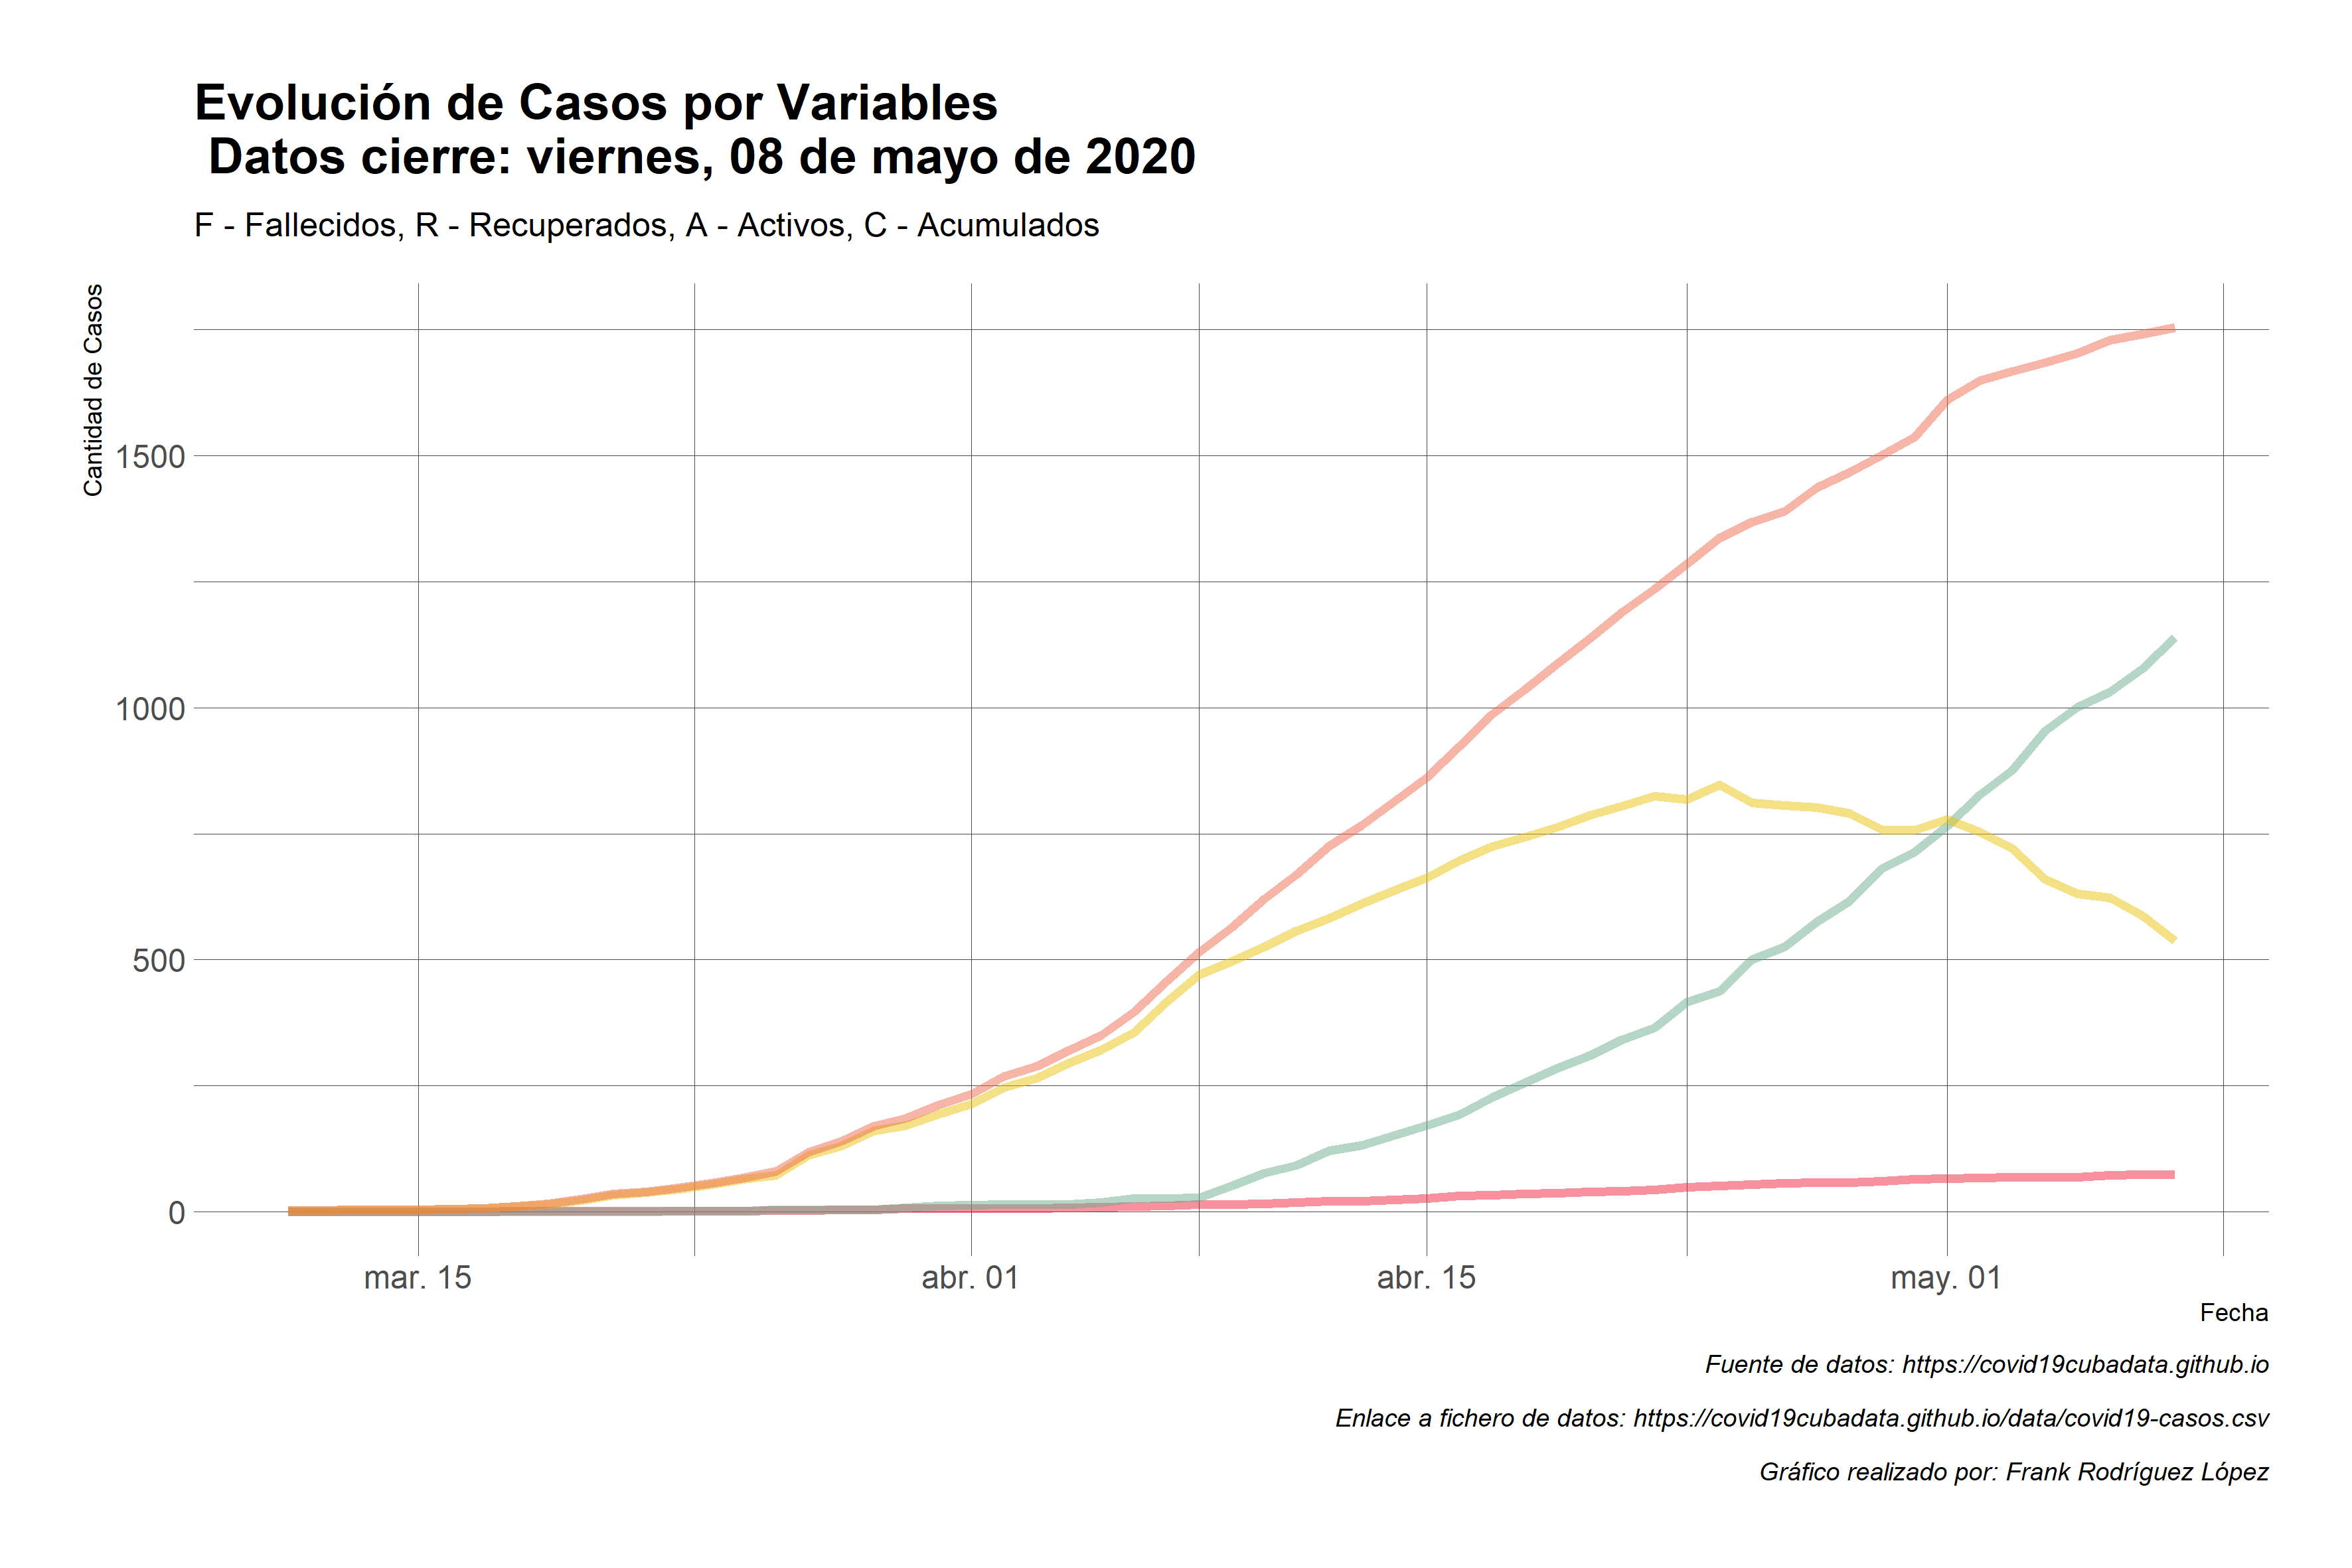 Evolución de Casos por Variables
Datos cierre: viernes, 08 de mayo de 2020
F - Fallecidos, R - Recuperados, A - Activos, C - Acumulados
Cantidad de Casos
1500
1000
500
0
mar. 15
abr. 01
abr. 15
may. 01
Fecha
Fuente de datos: https://covid19cubadata.github.io
Enlace a fichero de datos: https://covid19cubadata.github.io/data/covid19-casos.csv
Gráfico realizado por: Frank Rodríguez López